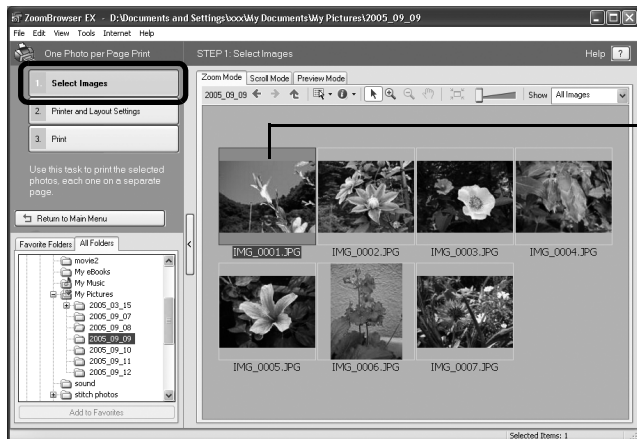 ZoomBrowser EX - D:\Documents and Settings\xxx\My Documents\My Pictures\2005_09_09
File Edit View Tools Internet Help
One Photo per Page Print
STEP 1: Select Images
Help ?
1. Select Images
2. Printer and Layout Settings
3. Print
Use this task to print the selected
photos, each one on a separate
page.
Return to Main Menu
Favorite Folders All Folders
movie2
My eBooks
My Music
My Pictures
2005_03_15
2005_09_07
2005_09_08
2005_09_09
2005_09_10
2005_09_11
2005_09_12
sound
stitch photos
Add to Favorites
Zoom Mode Scroll Mode Preview Mode
2005_09_09 Show All Images
IMG_0001.JPG IMG_0002.JPG IMG_0003.JPG IMG_0004.JPG
IMG_0005.JPG IMG_0006.JPG IMG_0007.JPG
Selected Items: 1